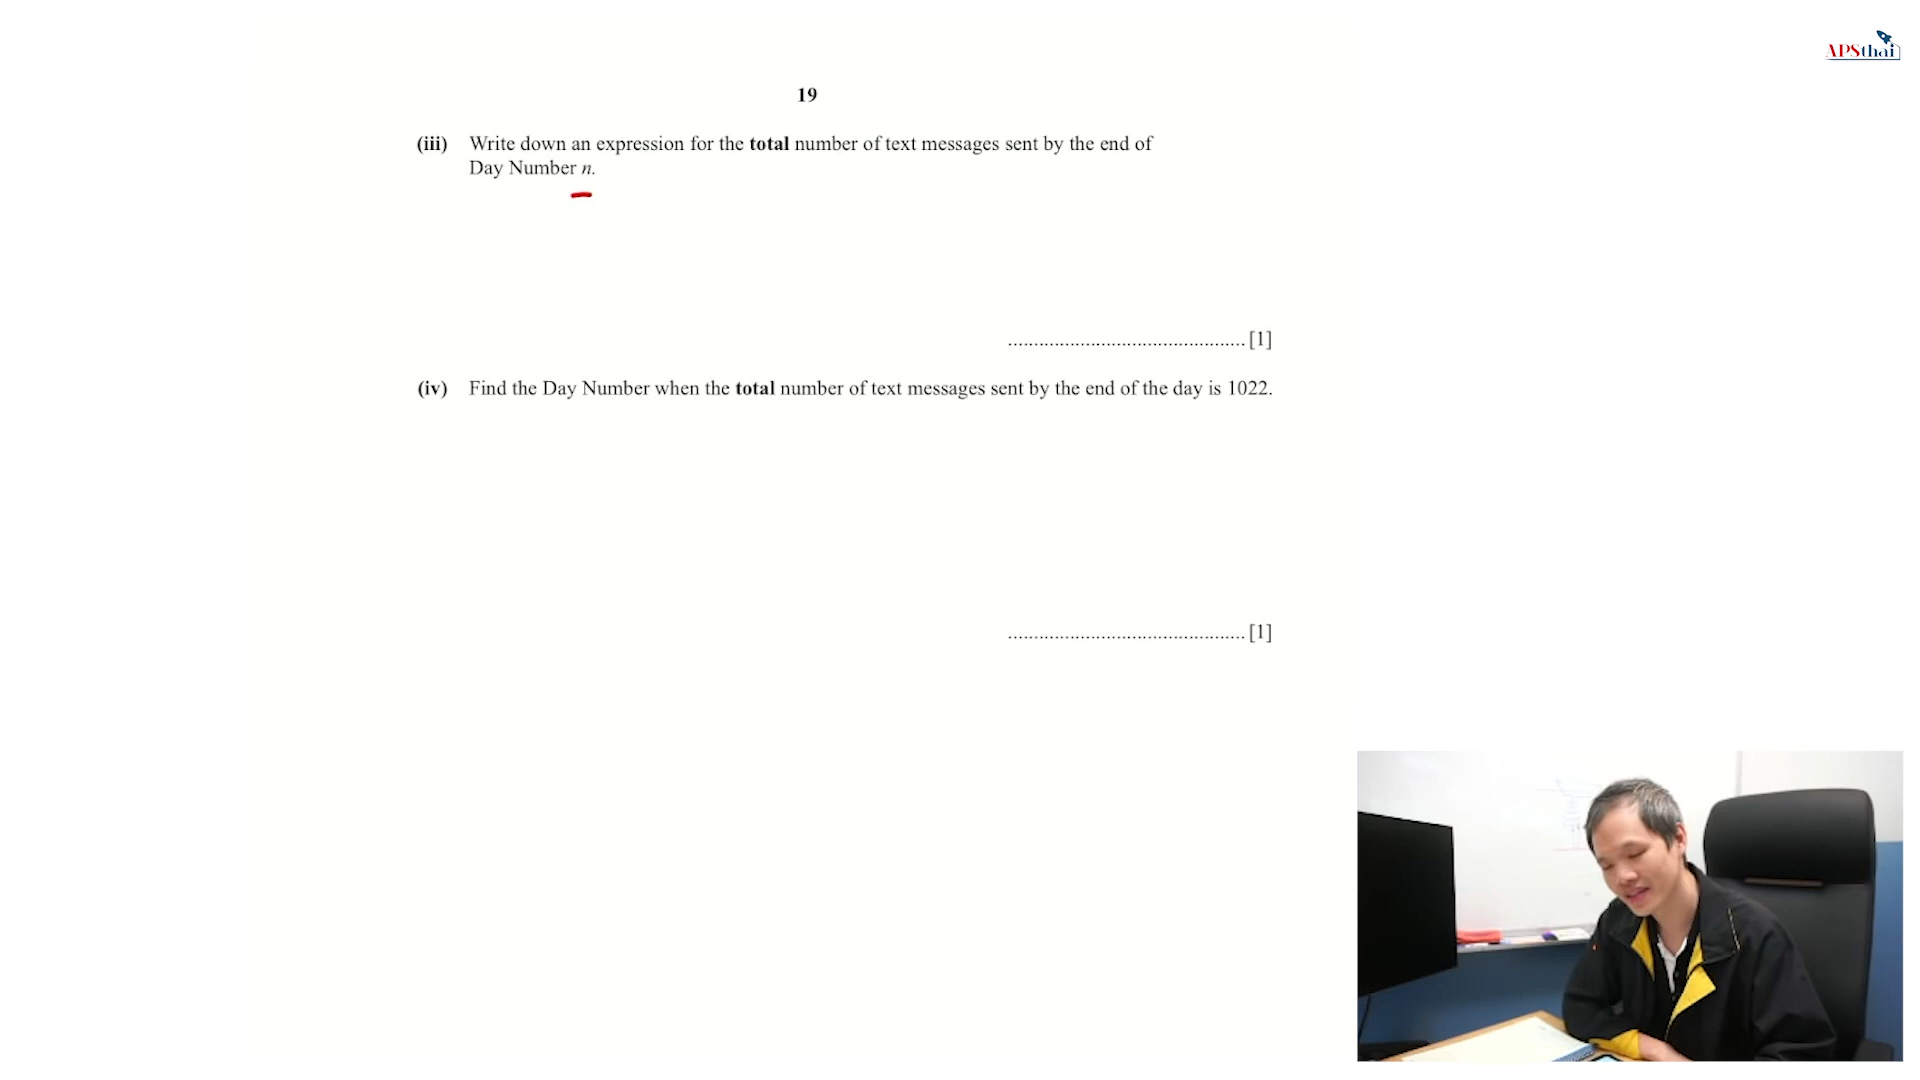 APSthai
19
(iii) Write down an expression for the total number of text messages sent by the end of
Day Number n.
.............................................. [1]
(iv) Find the Day Number when the total number of text messages sent by the end of the day is 1022.
.............................................. [1]